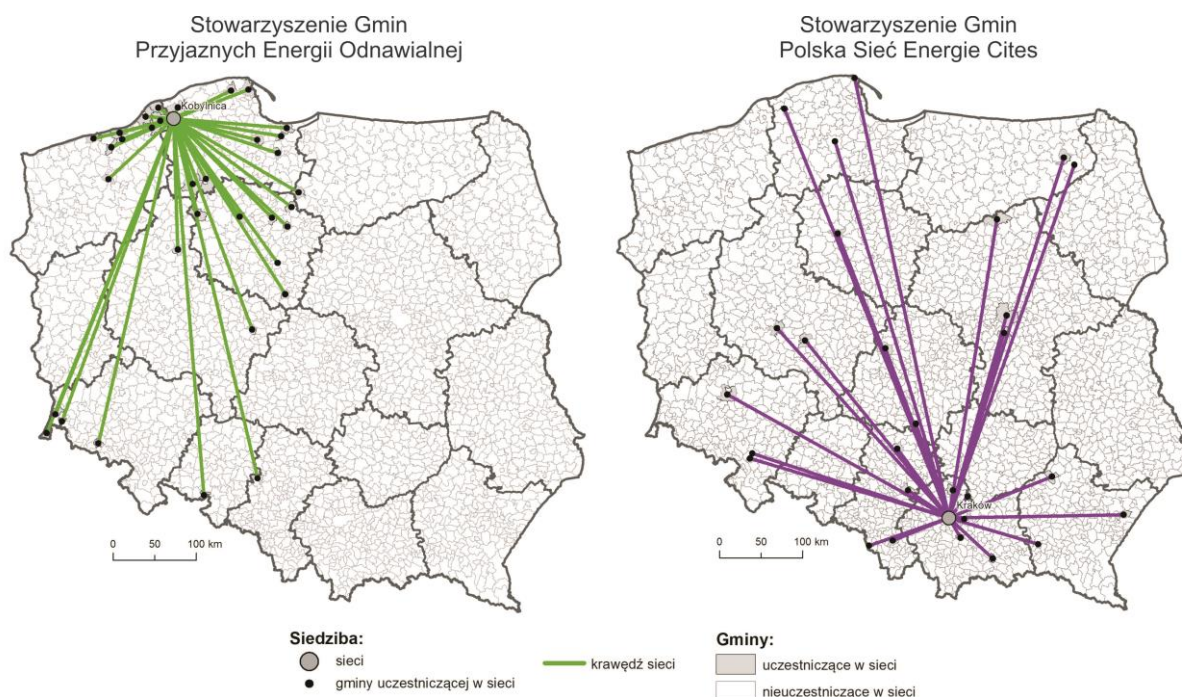 Stowarzyszenie Gmin
Przyjaznych Energii Odnawialnej
Stowarzyszenie Gmin
Polska Sieć Energie Cites
Kobylnica
0 50 100 km
Kraków
0 50 100 km
Siedziba:
sieci
gminy uczestniczącej w sieci
krawędź sieci
Gminy:
uczestniczące w sieci
nieuczestniczące w sieci